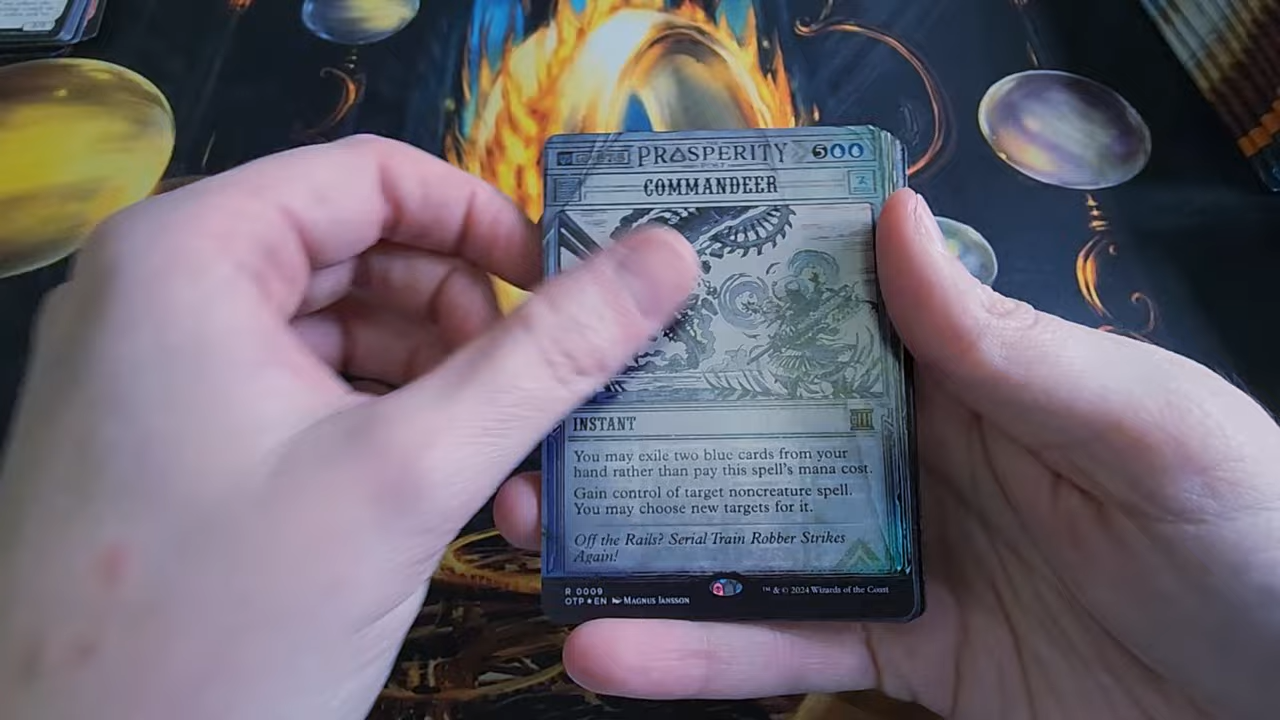 PROSPERITY 5
COMMANDEER
INSTANT
You may exile two blue cards from your
hand rather than pay this spell's mana cost.
Gain control of target noncreature spell.
You may choose new targets for it.
Off the Rails? Serial Train Robber Strikes
Again!
R 0009
OTP ★ EN MAGNUS JANSSON
™ & © 2024 Wizards of the Coast